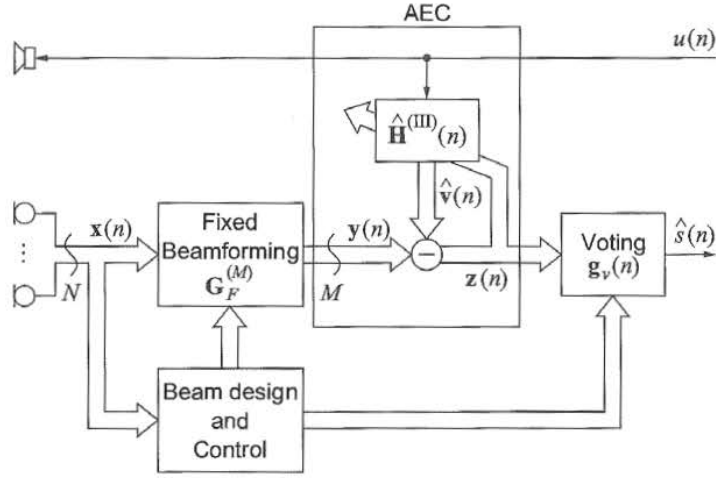 AEC
u(n)
Ĥ^(III)(n)
v̂(n)
x(n)
Fixed
Beamforming
G_F^(M)
y(n)
−
z(n)
Voting
g_v(n)
ŝ(n)
⋮
N
M
Beam design
and
Control